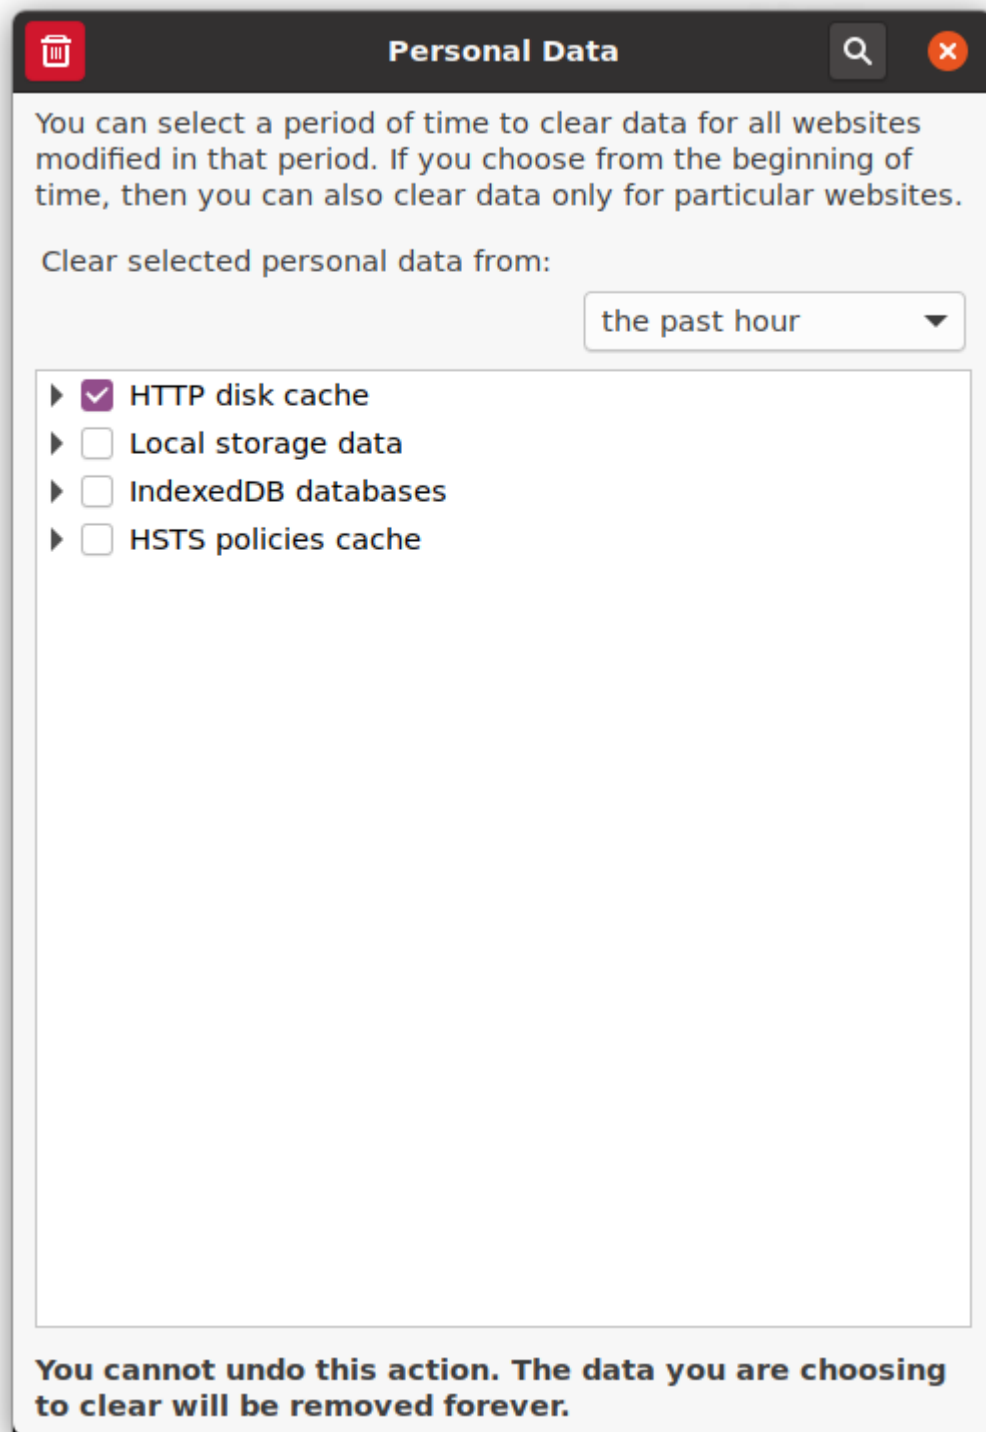 Personal Data
You can select a period of time to clear data for all websites
modified in that period. If you choose from the beginning of
time, then you can also clear data only for particular websites.
Clear selected personal data from:
the past hour
HTTP disk cache
Local storage data
IndexedDB databases
HSTS policies cache
You cannot undo this action. The data you are choosing
to clear will be removed forever.